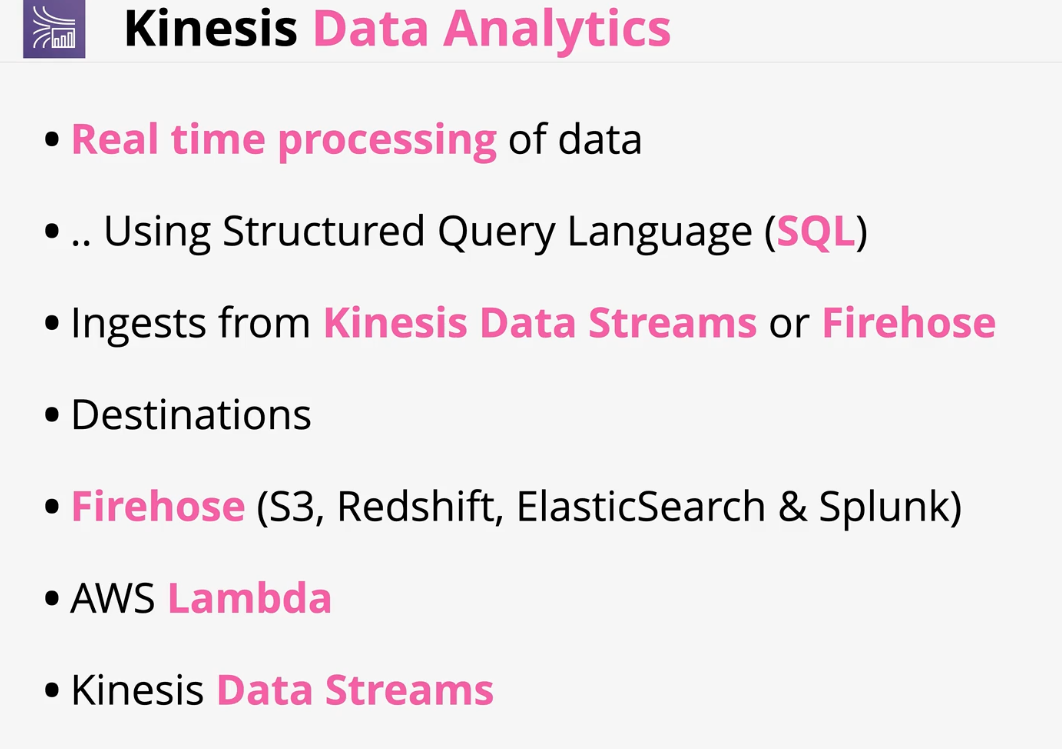 Kinesis Data Analytics
• Real time processing of data
• .. Using Structured Query Language (SQL)
• Ingests from Kinesis Data Streams or Firehose
• Destinations
• Firehose (S3, Redshift, ElasticSearch & Splunk)
• AWS Lambda
• Kinesis Data Streams